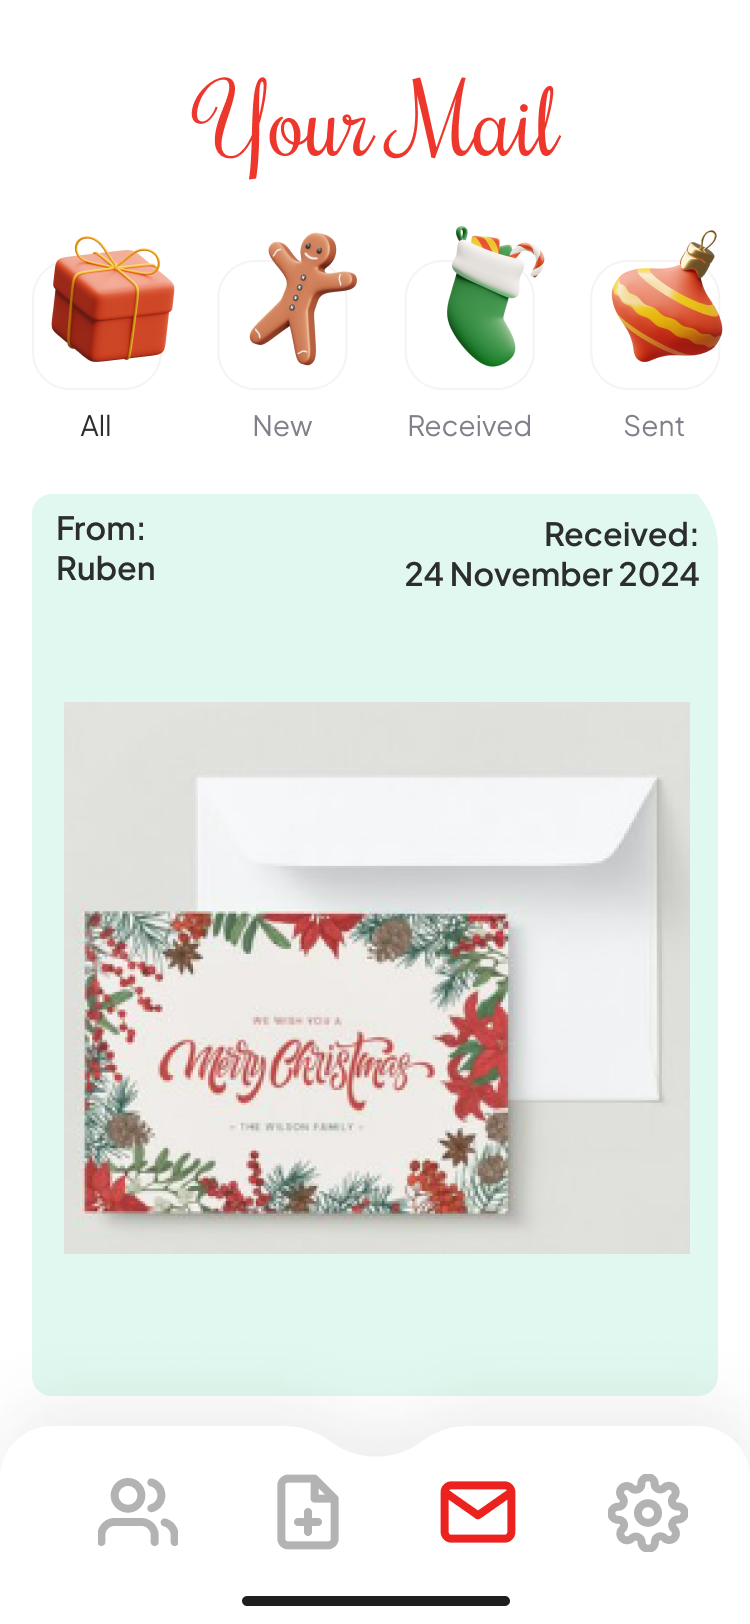 Your Mail
All
New
Received
Sent
From:
Ruben
Received:
24 November 2024
WE WISH YOU A
Merry Christmas
- THE WILSON FAMILY -